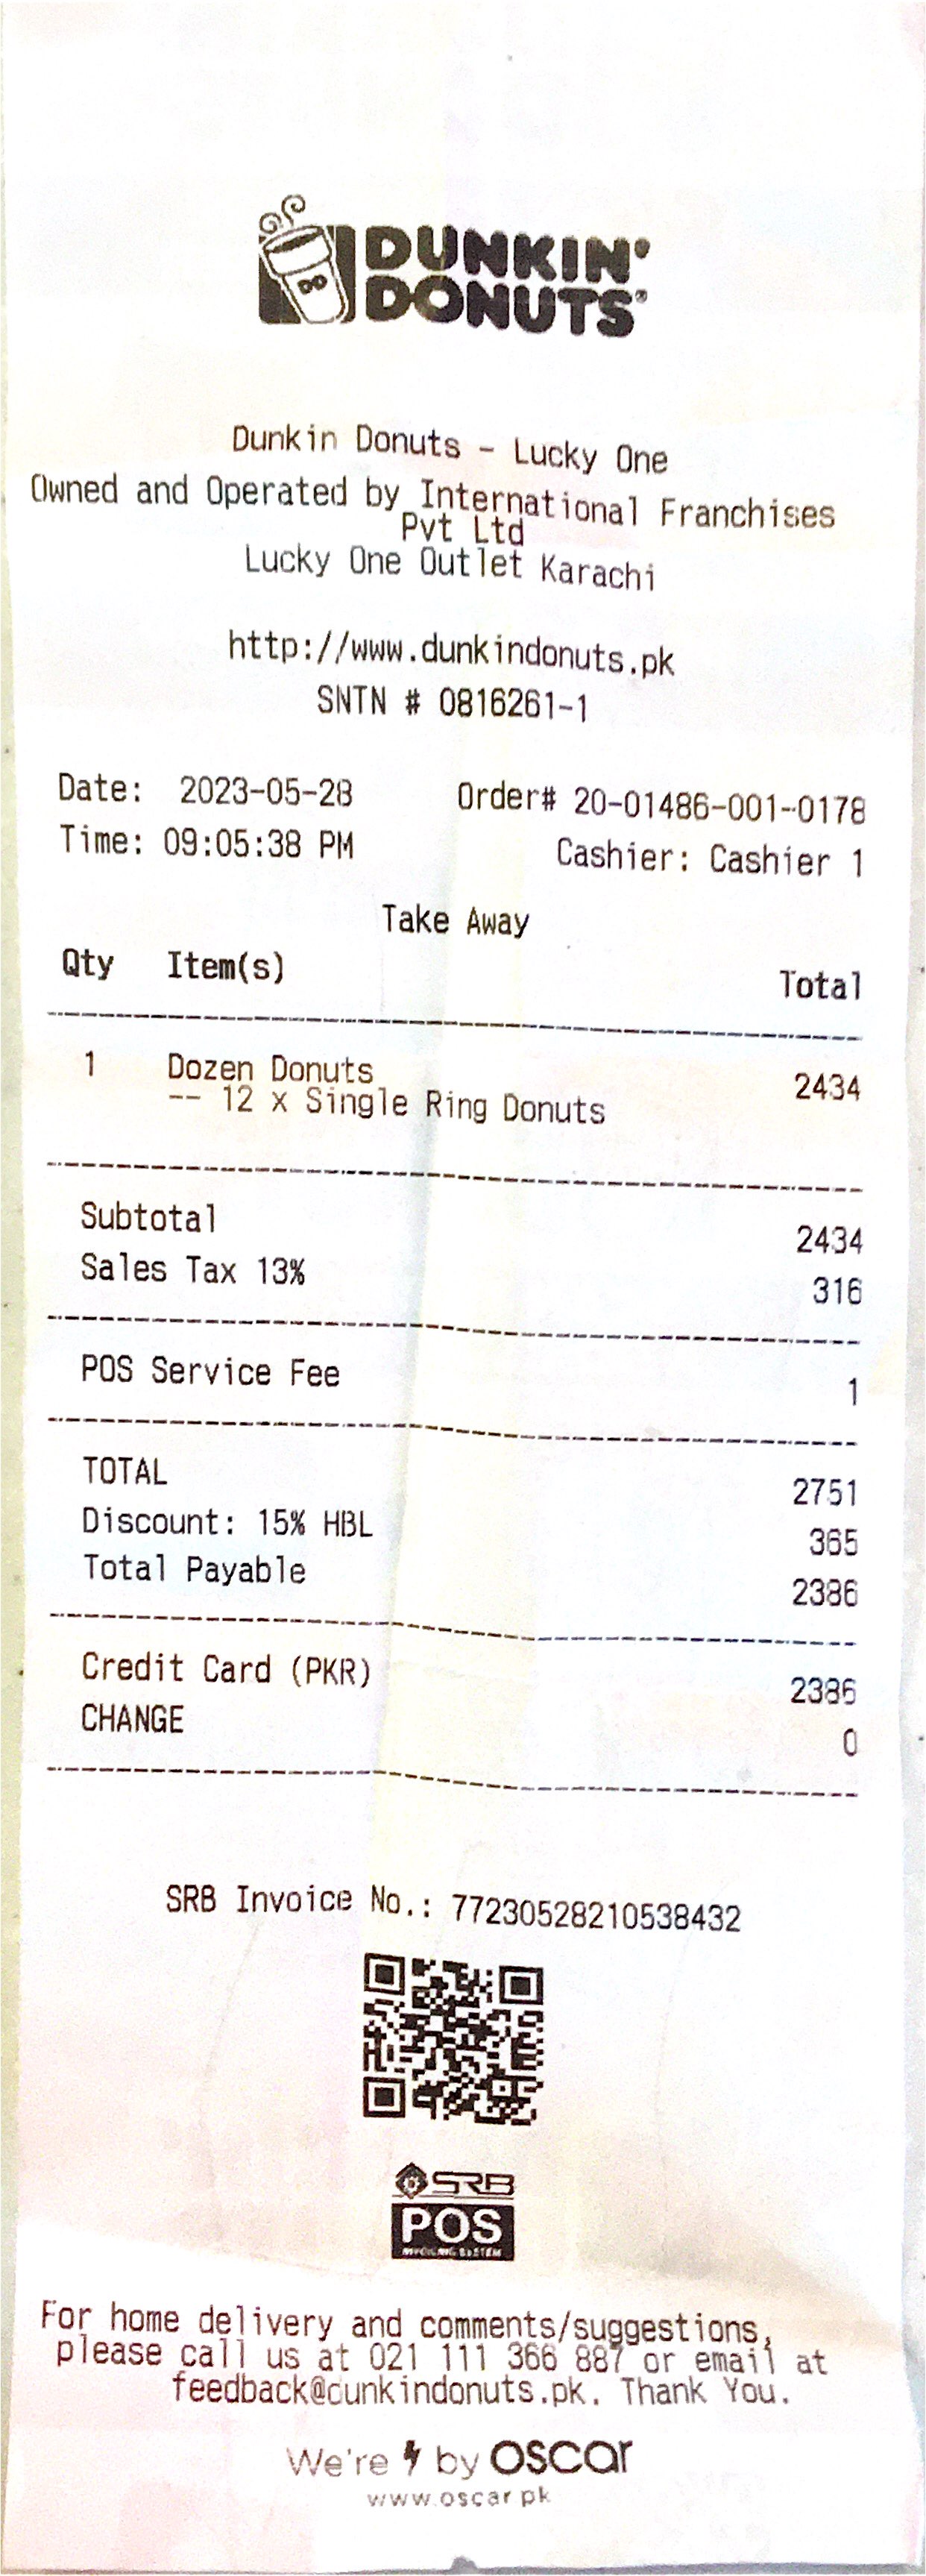 DUNKIN'
DONUTS
Dunkin Donuts - Lucky One
Owned and Operated by International Franchises
Pvt Ltd
Lucky One Outlet Karachi
http://www.dunkindonuts.pk
SNTN # 0816261-1
Date: 2023-05-28 Order# 20-01486-001-0178
Time: 09:05:38 PM Cashier: Cashier 1
Take Away
Qty Item(s) Total
1 Dozen Donuts 2434
-- 12 x Single Ring Donuts
Subtotal 2434
Sales Tax 13% 316
POS Service Fee 1
TOTAL 2751
Discount: 15% HBL 365
Total Payable 2386
Credit Card (PKR) 2386
CHANGE 0
SRB Invoice No.: 77230528210538432
SRB
POS
INVOICING SYSTEM
For home delivery and comments/suggestions,
please call us at 021 111 366 887 or email at
feedback@dunkindonuts.pk. Thank You.
We're by oscar
www.oscar.pk